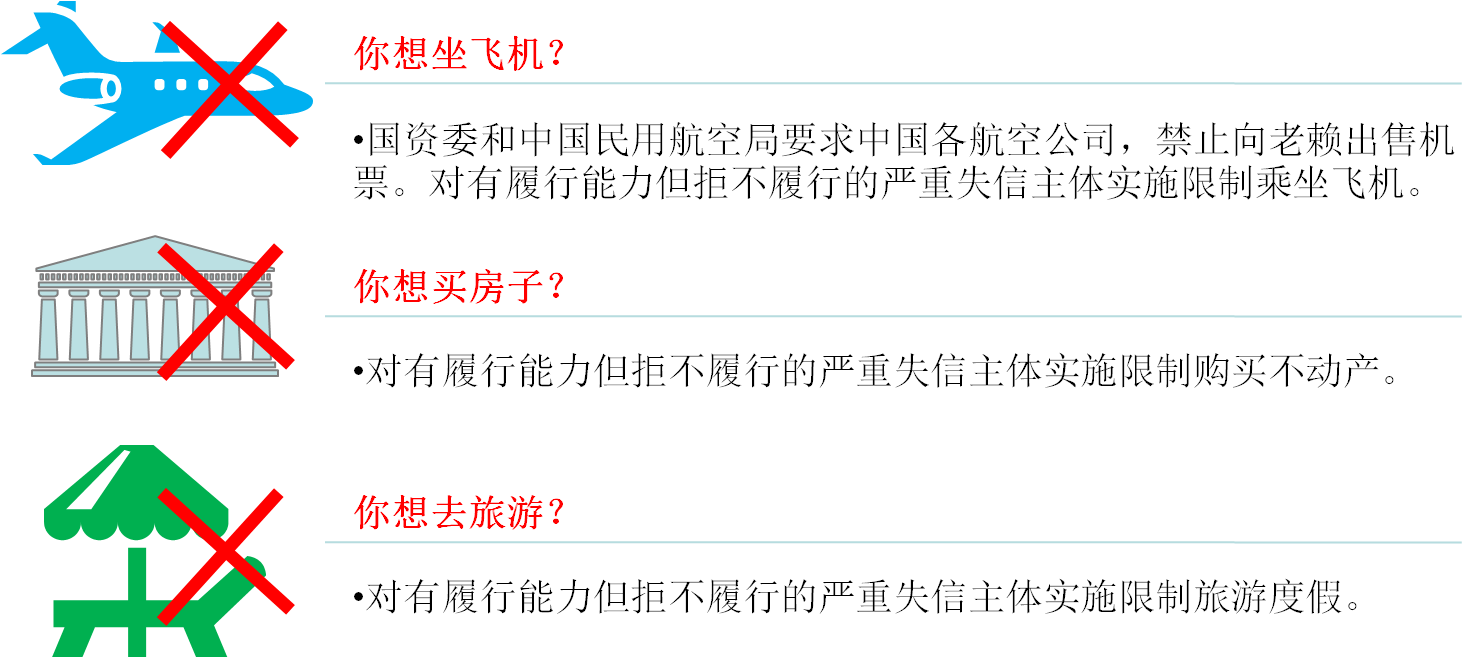 你想坐飞机？
•国资委和中国民用航空局要求中国各航空公司，禁止向老赖出售机
票。对有履行能力但拒不履行的严重失信主体实施限制乘坐飞机。
你想买房子？
•对有履行能力但拒不履行的严重失信主体实施限制购买不动产。
你想去旅游？
•对有履行能力但拒不履行的严重失信主体实施限制旅游度假。